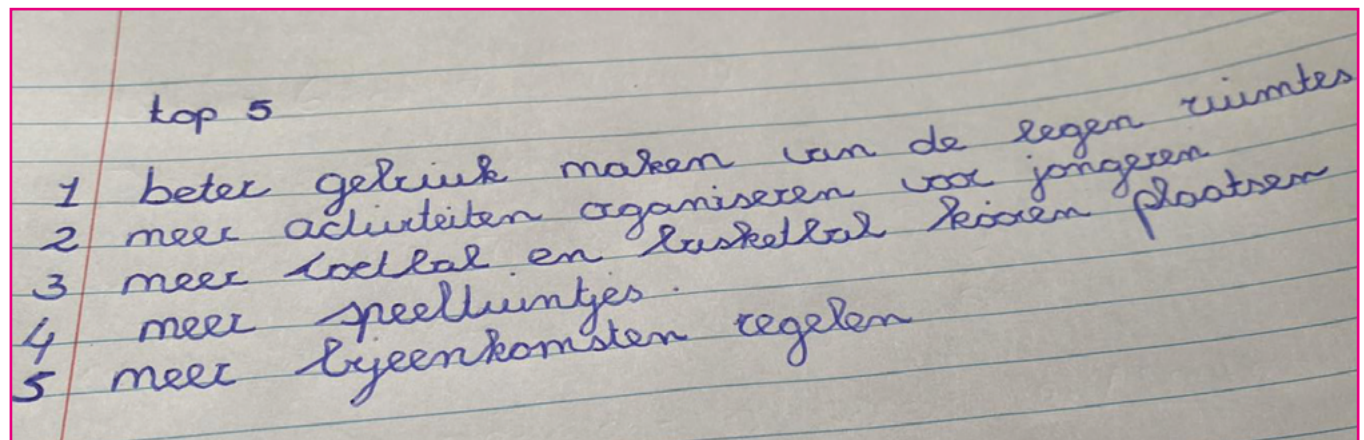 top 5
1 beter gebruik maken van de legen ruimtes
2 meer activiteiten organiseren voor jongeren
3 meer voetbal en basketbal kooien plaatsen
4 meer speeltuintjes.
5 meer bijeenkomsten regelen